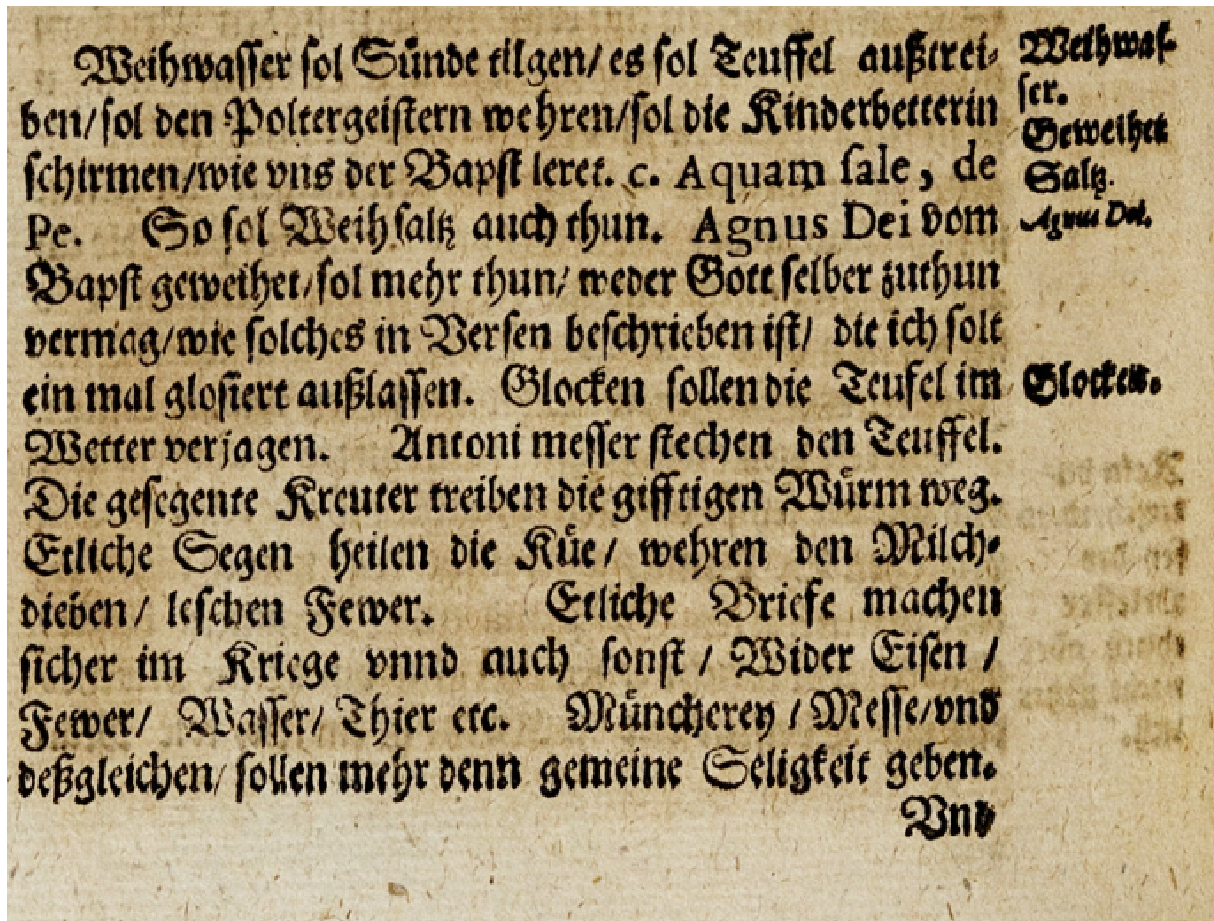 Weihwasser sol Sünde tilgen/ es sol Teuffel außtrei-
ben/sol den Poltergeistern wehren/sol die Kinderbetterin
schirmen/wie vns der Bapst leret. c. Aquam sale, de
Pe. So sol Weihsaltz auch thun. Agnus Dei vom
Bapst geweihet/sol mehr thun/ weder Gott selber zuthun
vermag/wie solches in Versen beschrieben ist/ die ich solt
ein mal glosiert außlassen. Glocken sollen die Teufel im
Wetter verjagen. Antoni messer stechen den Teuffel.
Die gesegente Kreuter treiben die gifftigen Würm weg.
Etliche Segen heilen die Küe/ wehren den Milch-
dieben/ leschen Fewer. Etliche Briefe machen
sicher im Kriege vnnd auch sonst / Wider Eisen /
Fewer/ Wasser/ Thier etc. Müncherey / Messe/vnd
deßgleichen/ sollen mehr denn gemeine Seligkeit geben.
Vnd
Weihwas-
ser.
Geweihet
Saltz.
Agnus Dei.
Glocken.